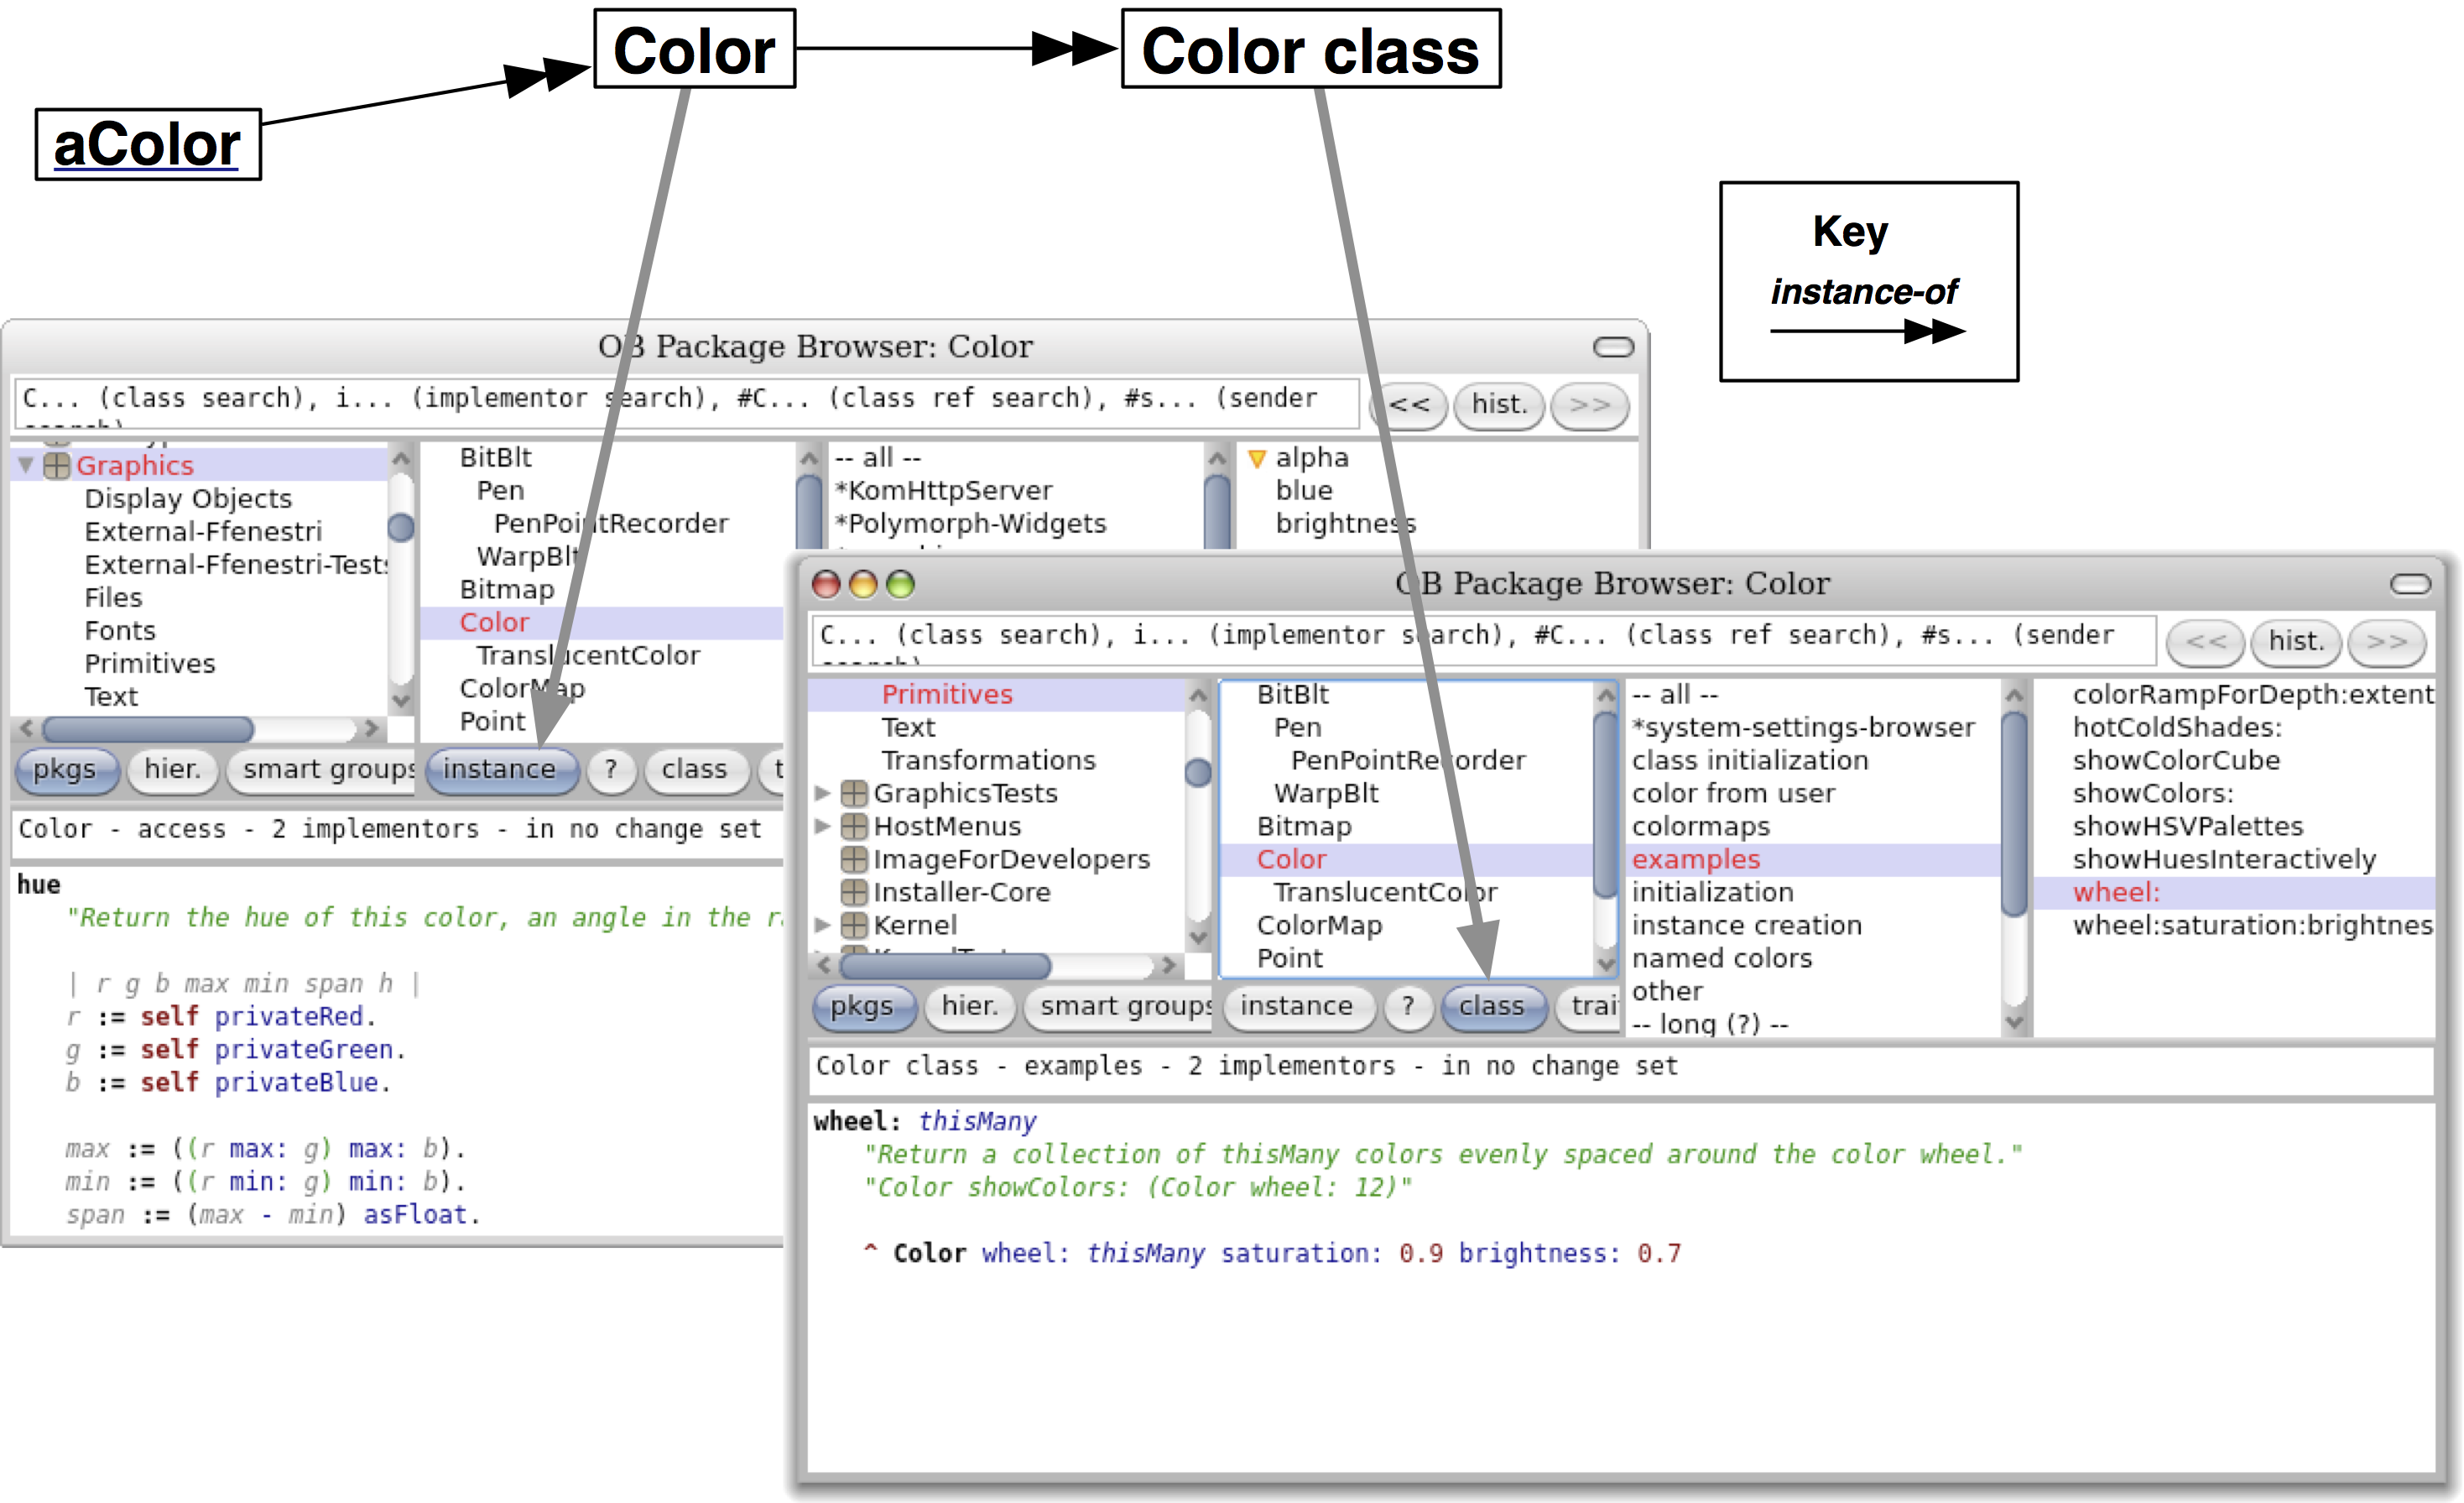 Color
Color class
aColor
Key
instance-of
OB Package Browser: Color
C... (class search), i... (implementor search), #C... (class ref search), #s... (sender
search)
<<
hist.
>>
Graphics
Display Objects
External-Ffenestri
External-Ffenestri-Tests
Files
Fonts
Primitives
Text
BitBlt
Pen
PenPointRecorder
WarpBlt
Bitmap
Color
TranslucentColor
ColorMap
Point
-- all --
*KomHttpServer
*Polymorph-Widgets
alpha
blue
brightness
pkgs
hier.
smart groups
instance
?
class
t
Color - access - 2 implementors - in no change set
hue
"Return the hue of this color, an angle in the r
| r g b max min span h |
r := self privateRed.
g := self privateGreen.
b := self privateBlue.
max := ((r max: g) max: b).
min := ((r min: g) min: b).
span := (max - min) asFloat.
OB Package Browser: Color
C... (class search), i... (implementor search), #C... (class ref search), #s... (sender
search)
<<
hist.
>>
Primitives
Text
Transformations
GraphicsTests
HostMenus
ImageForDevelopers
Installer-Core
Kernel
BitBlt
Pen
PenPointRecorder
WarpBlt
Bitmap
Color
TranslucentColor
ColorMap
Point
-- all --
*system-settings-browser
class initialization
color from user
colormaps
examples
initialization
instance creation
named colors
other
-- long (?) --
colorRampForDepth:extent
hotColdShades:
showColorCube
showColors:
showHSVPalettes
showHuesInteractively
wheel:
wheel:saturation:brightnes
pkgs
hier.
smart groups
instance
?
class
trai
Color class - examples - 2 implementors - in no change set
wheel: thisMany
"Return a collection of thisMany colors evenly spaced around the color wheel."
"Color showColors: (Color wheel: 12)"
^ Color wheel: thisMany saturation: 0.9 brightness: 0.7